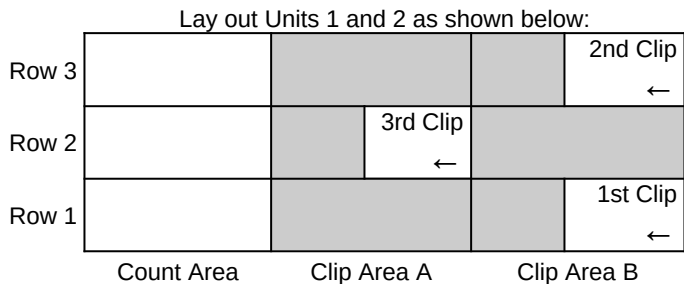 Lay out Units 1 and 2 as shown below:
Row 3
2nd Clip
←
Row 2
3rd Clip
←
Row 1
1st Clip
←
Count Area Clip Area A Clip Area B